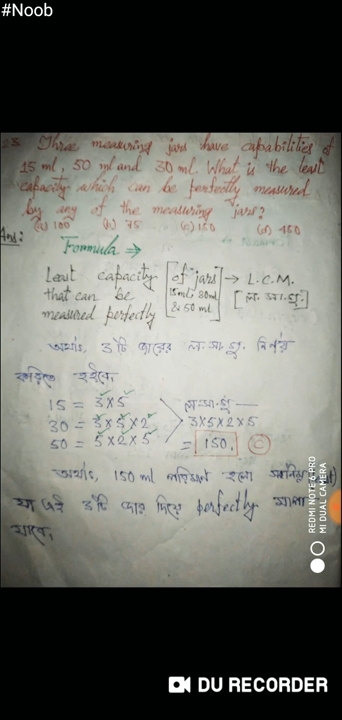 #Noob
Three measuring jars have capabilities of
15 ml, 50 ml and 30 ml. What is the least
capacity which can be perfectly measured
by any of the measuring jars?
(a) 100 (b) 75 (c) 150 (d) 450
Ans:
Formula ⇒
Least capacity [of jars] → L.C.M.
that can be [15ml, 30ml [ল.সা.গু.]
measured perfectly & 50 ml]
অর্থাৎ, ৩টি জারের ল.সা.গু. নির্ণয়
করিতে হইবে,
15 = 3×5 ল.সা.গু —
30 = 3×5×2 3×5×2×5
50 = 5×2×5 = 150. (C)
অর্থাৎ, 150 ml পরিমাণ হলো
যা এই ৩টি জার দিয়ে perfectly মাপা
যাবে,
REDMI NOTE 6 PRO
MI DUAL CAMERA
DU RECORDER